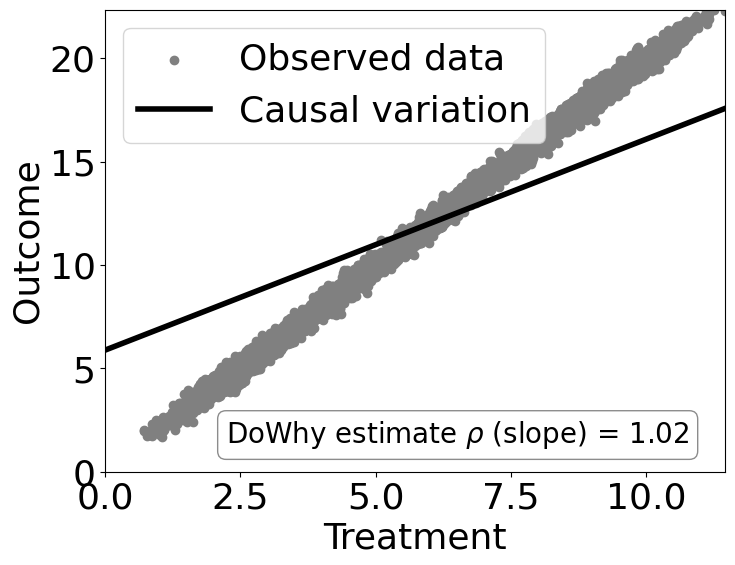 Observed data
Causal variation
20
15
10
5
0
Outcome
DoWhy estimate ρ (slope) = 1.02
0.0 2.5 5.0 7.5 10.0
Treatment